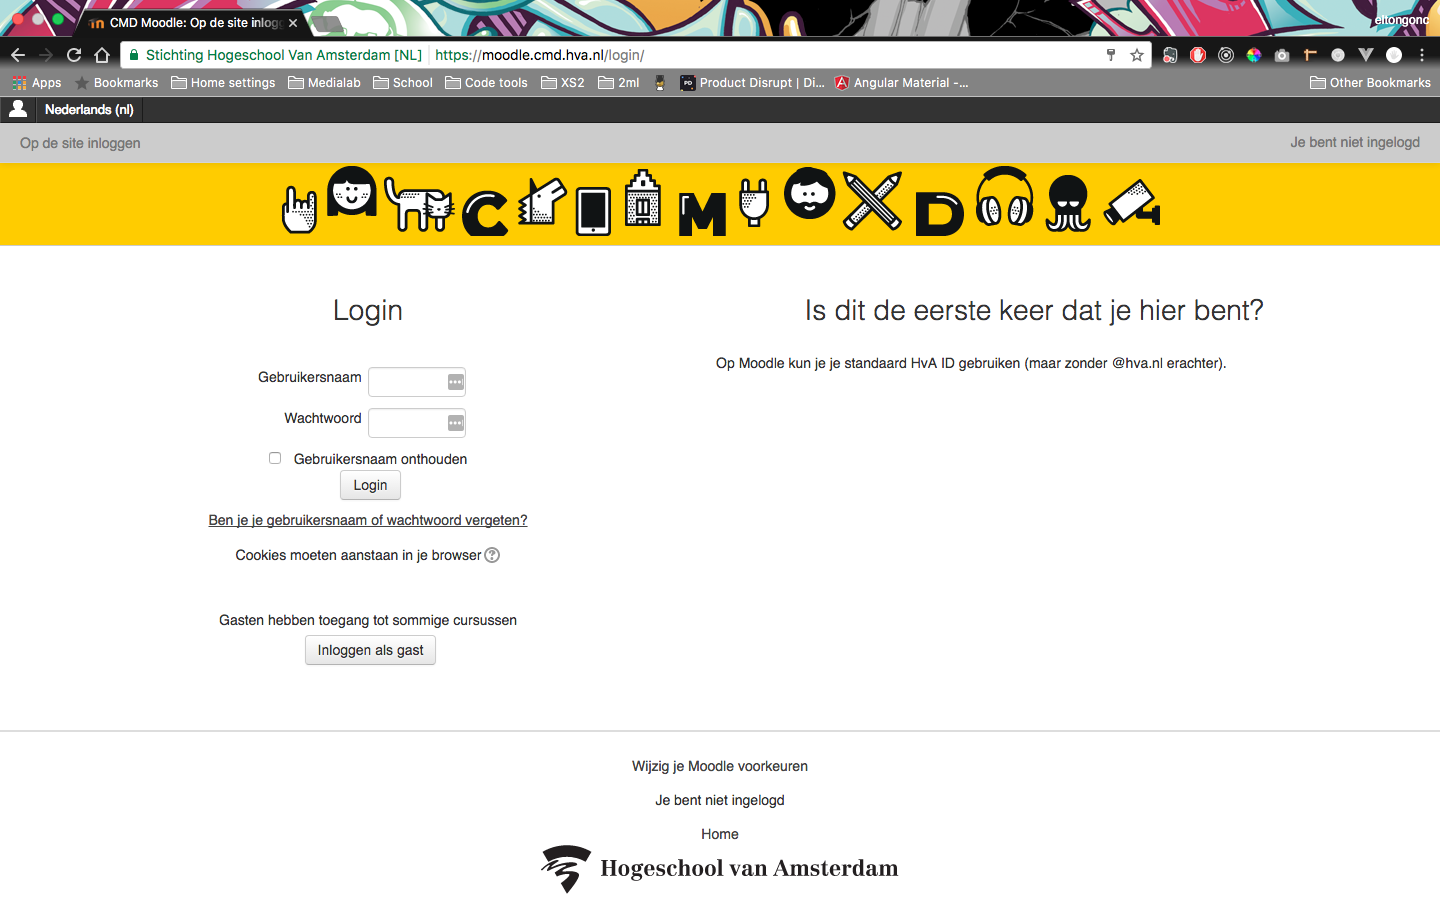 CMD Moodle: Op de site inlogg
eltongonc
Stichting Hogeschool Van Amsterdam [NL] https://moodle.cmd.hva.nl/login/
Apps Bookmarks Home settings Medialab School Code tools XS2 2ml PD Product Disrupt | Di... Angular Material -... Other Bookmarks
Nederlands (nl)
Op de site inloggen
Je bent niet ingelogd
C M D
Login
Gebruikersnaam
Wachtwoord
Gebruikersnaam onthouden
Login
Ben je je gebruikersnaam of wachtwoord vergeten?
Cookies moeten aanstaan in je browser
Gasten hebben toegang tot sommige cursussen
Inloggen als gast
Is dit de eerste keer dat je hier bent?
Op Moodle kun je je standaard HvA ID gebruiken (maar zonder @hva.nl erachter).
Wijzig je Moodle voorkeuren
Je bent niet ingelogd
Home
Hogeschool van Amsterdam